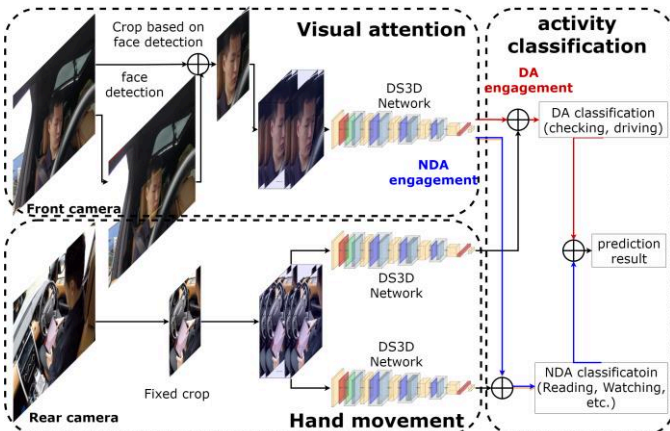 Crop based on
face detection
Visual attention
activity
classification
face
detection
DS3D
Network
DA
engagement
DA classification
(checking, driving)
NDA
engagement
Front camera
prediction
result
DS3D
Network
DS3D
Network
Fixed crop
NDA classificatoin
(Reading, Watching,
etc.)
Rear camera
Hand movement